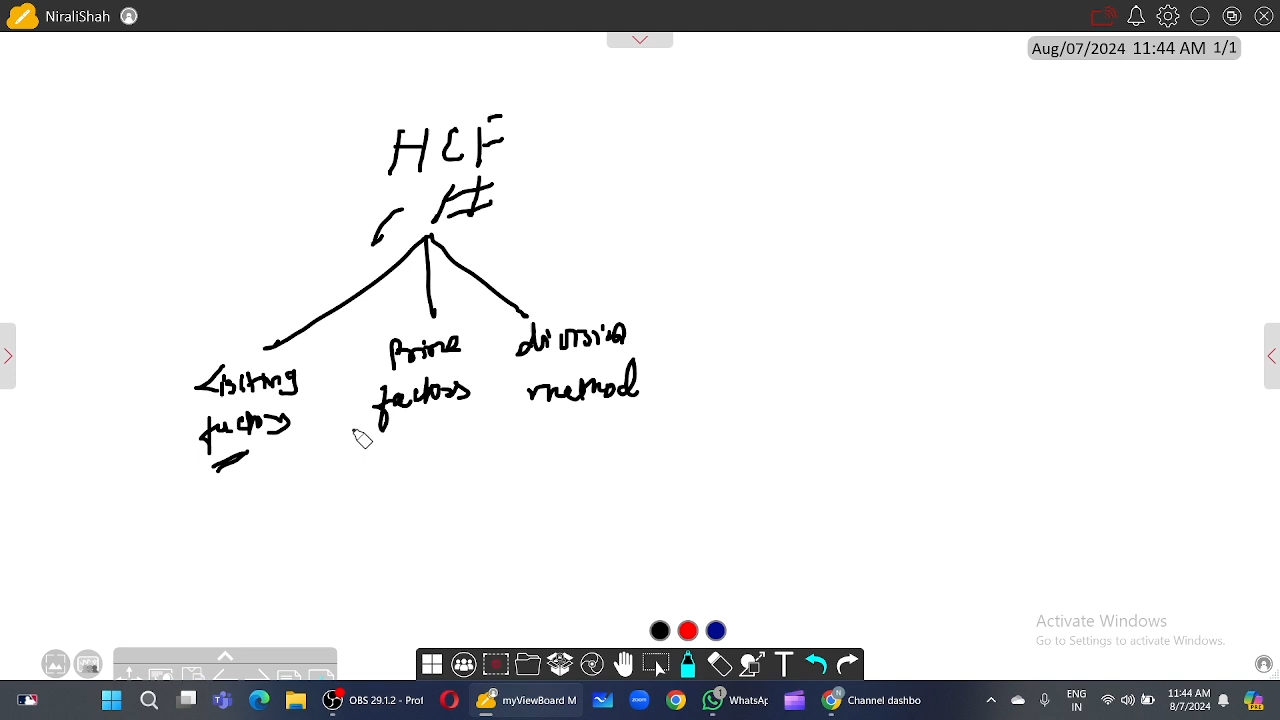 NiraliShah
Aug/07/2024 11:44 AM 1/1
HCF
Listing
factors
Prime
factors
division
method
Activate Windows
Go to Settings to activate Windows.
OBS 29.1.2 - Prof
myViewBoard M
1
WhatsAp
N
Channel dashbo
ENG
IN
11:44 AM
8/7/2024